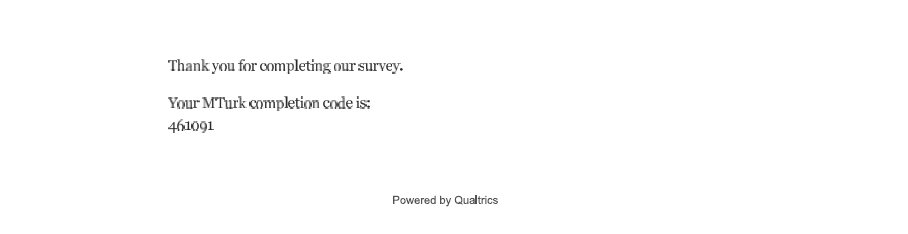 Thank you for completing our survey.
Your MTurk completion code is:
461091
Powered by Qualtrics